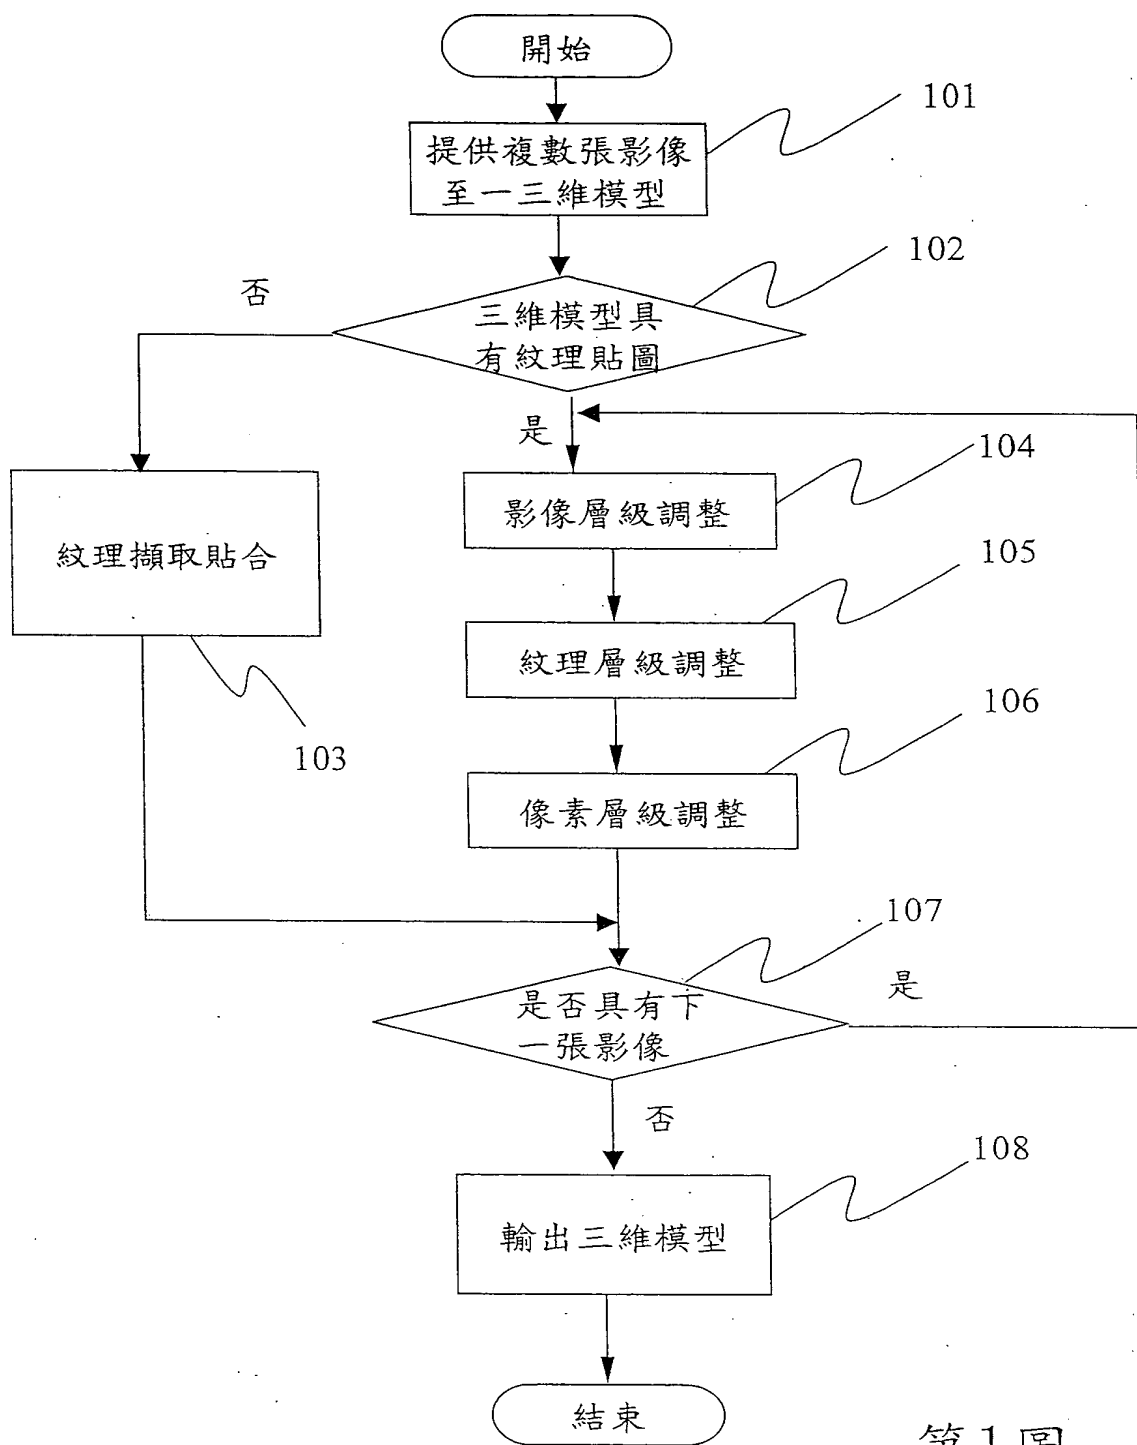 開始
101
提供複數張影像
至一三維模型
102
否
三維模型具
有紋理貼圖
是
104
影像層級調整
紋理擷取貼合
105
紋理層級調整
103
106
像素層級調整
107
是否具有下
一張影像
是
否
108
輸出三維模型
結束
第1圖